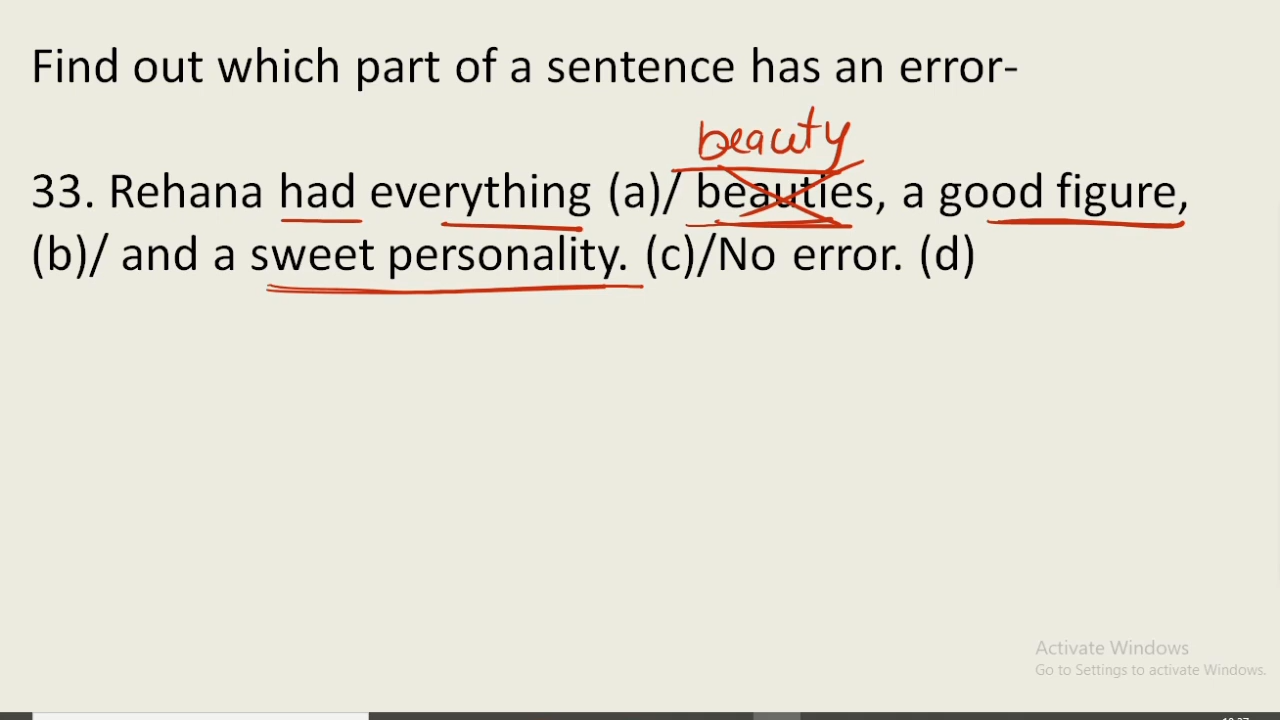 Find out which part of a sentence has an error-
beauty
33. Rehana had everything (a)/ beauties, a good figure,
(b)/ and a sweet personality. (c)/No error. (d)
Activate Windows
Go to Settings to activate Windows.